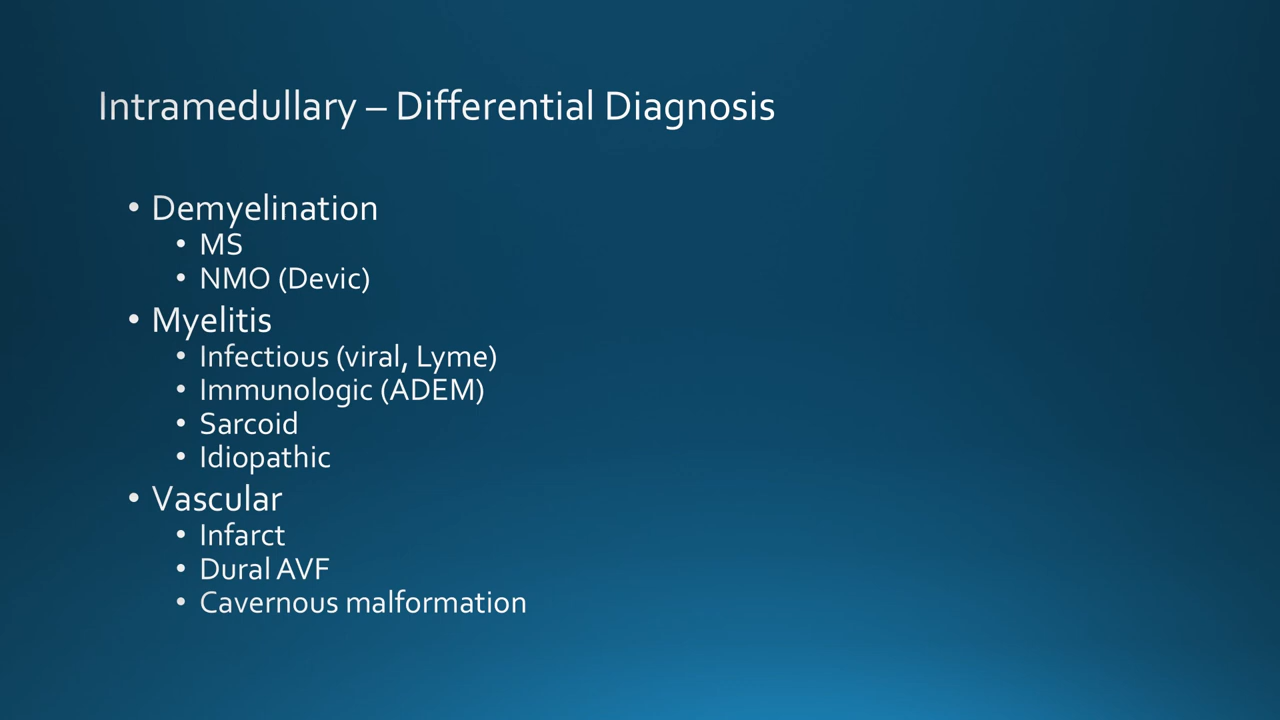 Intramedullary – Differential Diagnosis
• Demyelination
• MS
• NMO (Devic)
• Myelitis
• Infectious (viral, Lyme)
• Immunologic (ADEM)
• Sarcoid
• Idiopathic
• Vascular
• Infarct
• Dural AVF
• Cavernous malformation